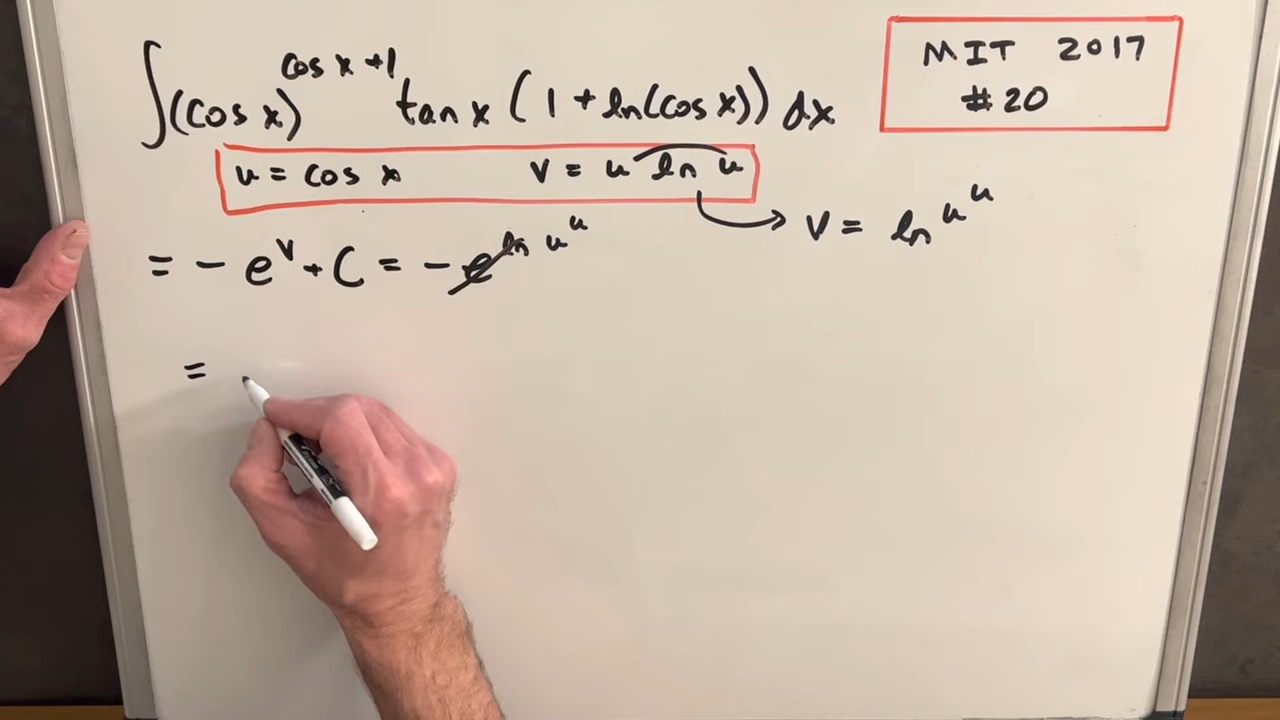 ∫(cos x)^(cos x +1) tan x (1 + ln(cos x)) dx
MIT 2017
#20
u = cos x v = u ln u
v = ln u^u
= - e^v + C = - e^(ln u^u)
=